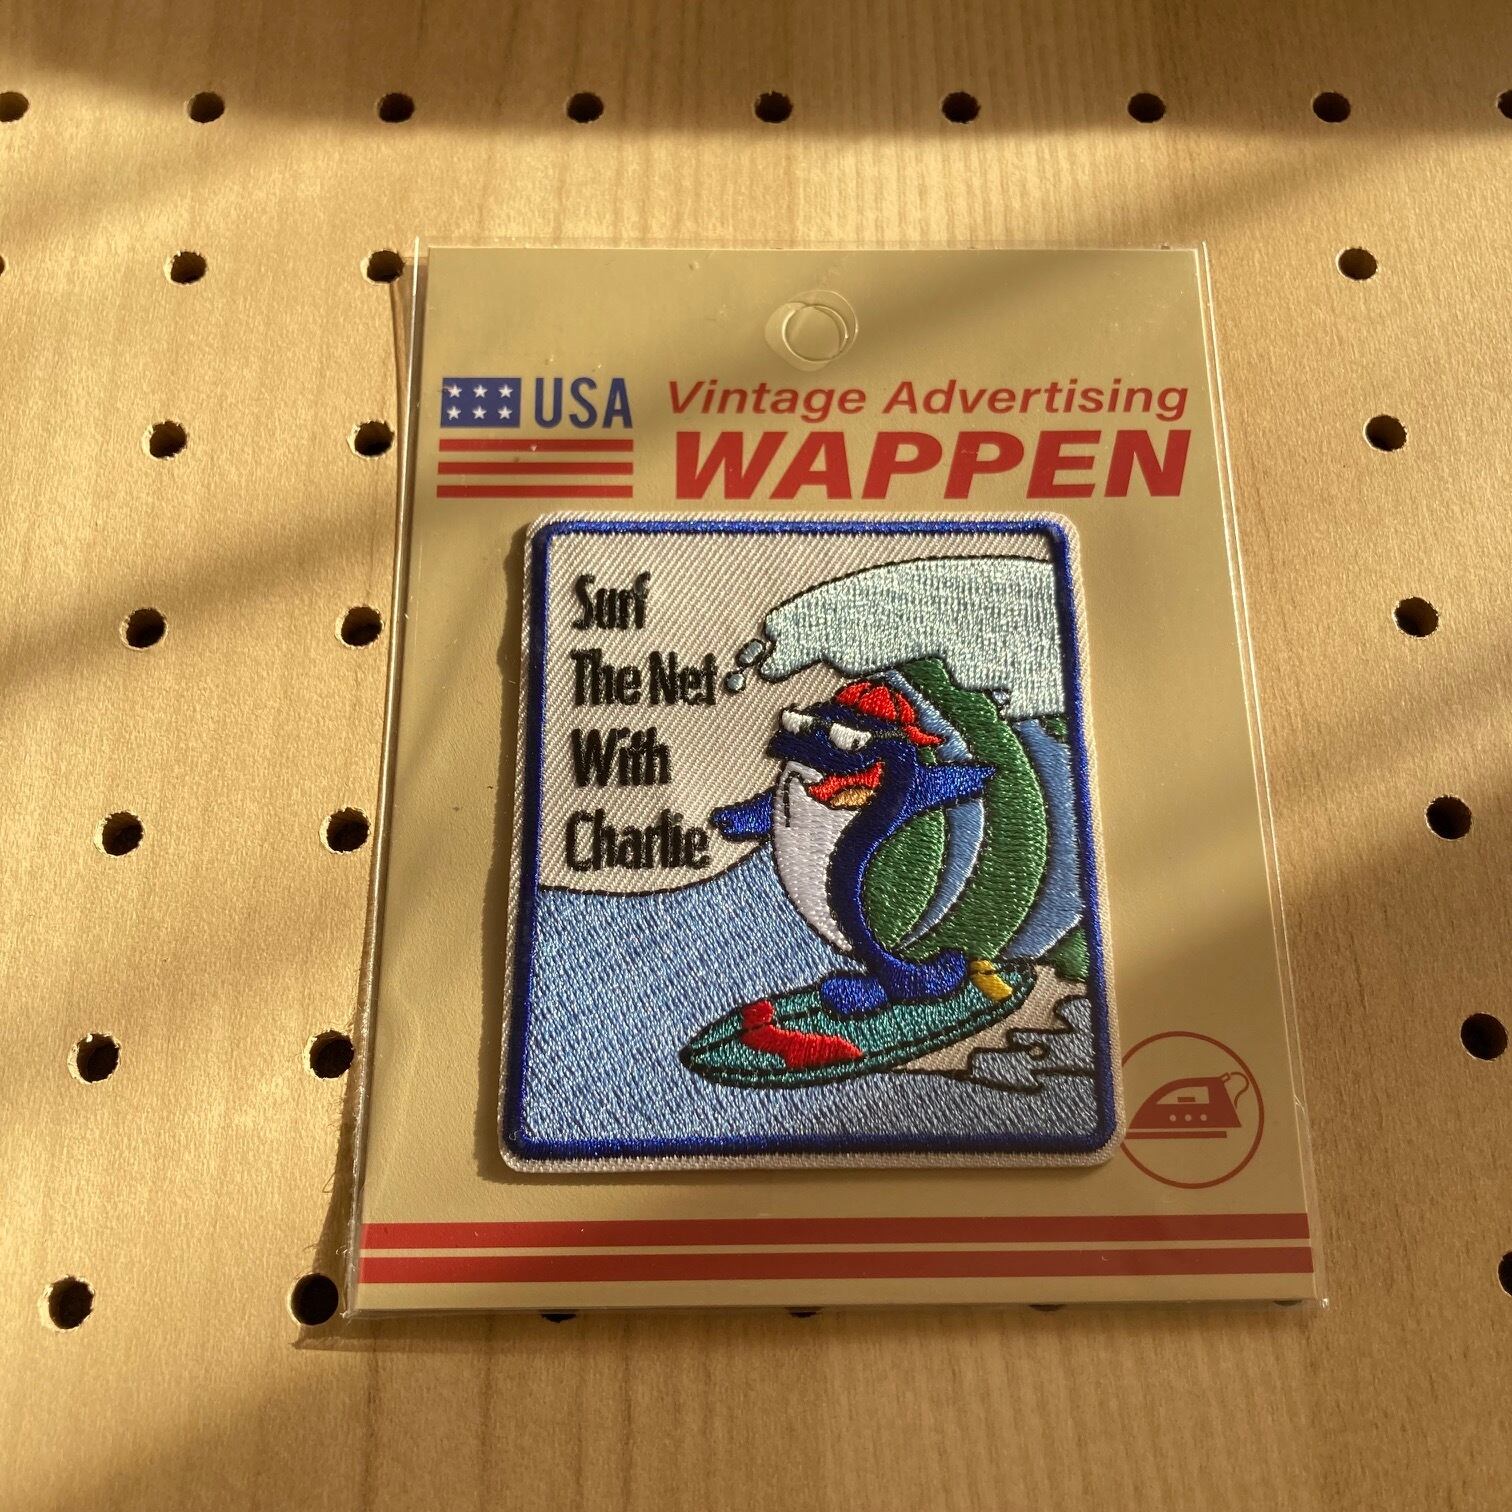 USA
Vintage Advertising
WAPPEN
Surf
The Net
With
Charlie